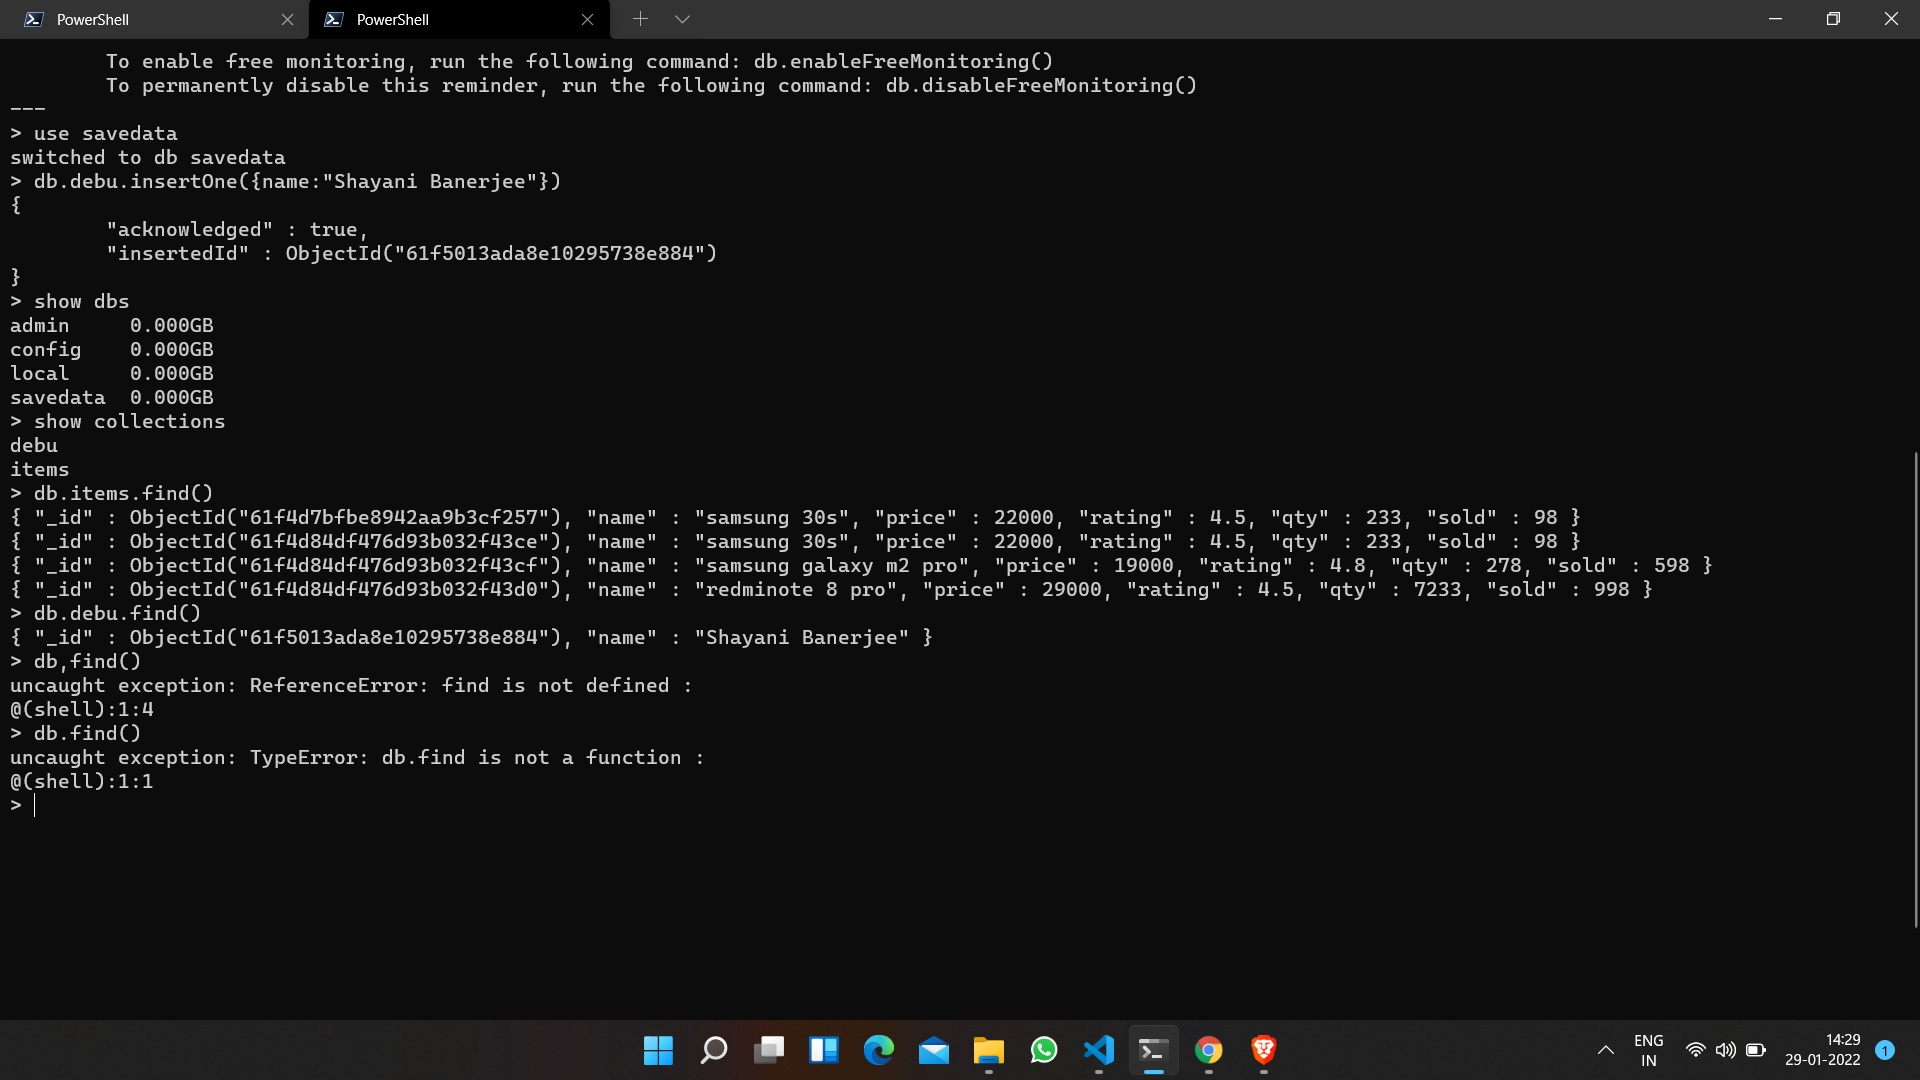 PowerShell
PowerShell
To enable free monitoring, run the following command: db.enableFreeMonitoring()
To permanently disable this reminder, run the following command: db.disableFreeMonitoring()
---
> use savedata
switched to db savedata
> db.debu.insertOne({name:"Shayani Banerjee"})
{
"acknowledged" : true,
"insertedId" : ObjectId("61f5013ada8e10295738e884")
}
> show dbs
admin     0.000GB
config    0.000GB
local     0.000GB
savedata  0.000GB
> show collections
debu
items
> db.items.find()
{ "_id" : ObjectId("61f4d7bfbe8942aa9b3cf257"), "name" : "samsung 30s", "price" : 22000, "rating" : 4.5, "qty" : 233, "sold" : 98 }
{ "_id" : ObjectId("61f4d84df476d93b032f43ce"), "name" : "samsung 30s", "price" : 22000, "rating" : 4.5, "qty" : 233, "sold" : 98 }
{ "_id" : ObjectId("61f4d84df476d93b032f43cf"), "name" : "samsung galaxy m2 pro", "price" : 19000, "rating" : 4.8, "qty" : 278, "sold" : 598 }
{ "_id" : ObjectId("61f4d84df476d93b032f43d0"), "name" : "redminote 8 pro", "price" : 29000, "rating" : 4.5, "qty" : 7233, "sold" : 998 }
> db.debu.find()
{ "_id" : ObjectId("61f5013ada8e10295738e884"), "name" : "Shayani Banerjee" }
> db,find()
uncaught exception: ReferenceError: find is not defined :
@(shell):1:4
> db.find()
uncaught exception: TypeError: db.find is not a function :
@(shell):1:1
>
ENG
IN
14:29
29-01-2022
1